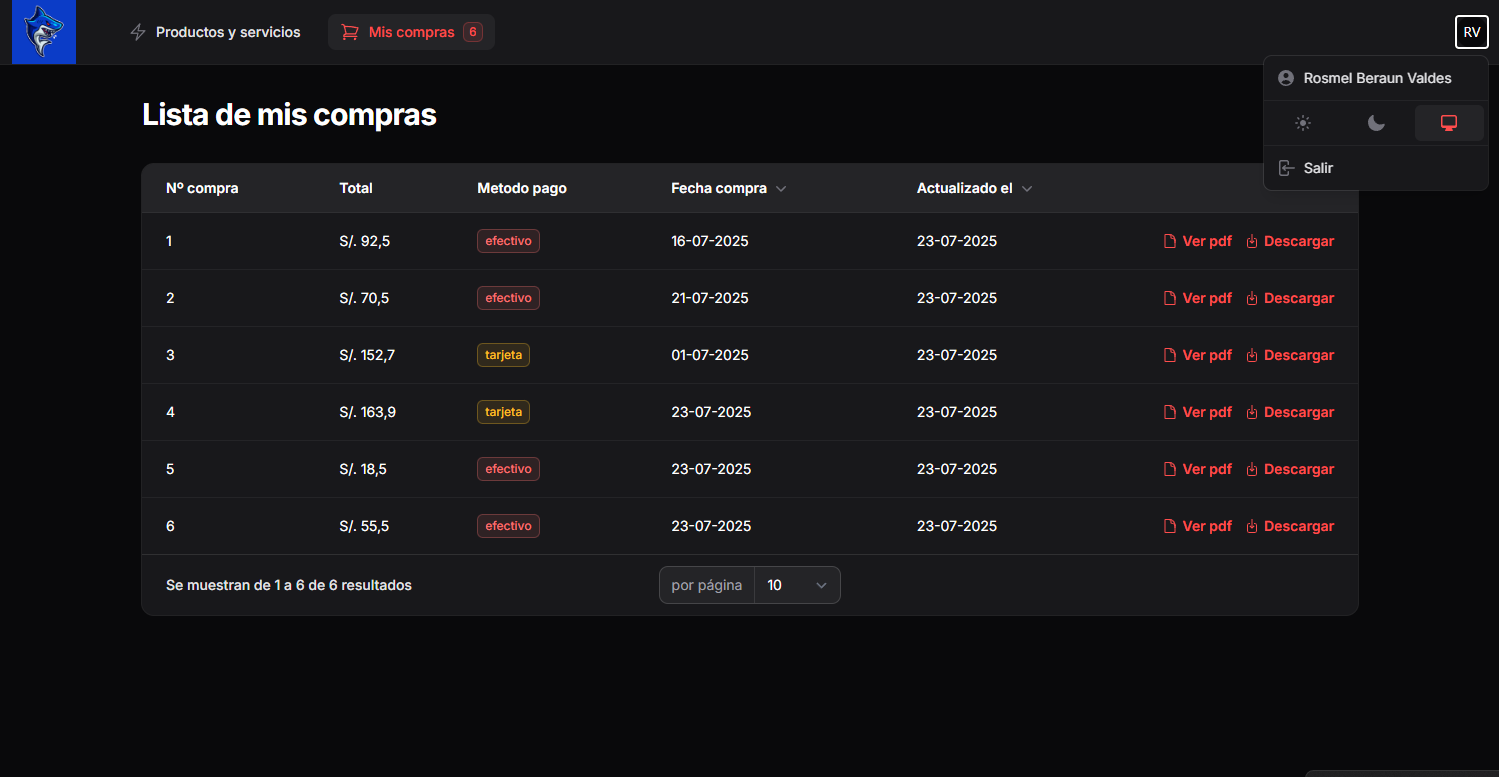 Productos y servicios
Mis compras 6
RV
Rosmel Beraun Valdes
Salir
Lista de mis compras
Nº compra Total Metodo pago Fecha compra Actualizado el
1 S/. 92,5 efectivo 16-07-2025 23-07-2025 Ver pdf Descargar
2 S/. 70,5 efectivo 21-07-2025 23-07-2025 Ver pdf Descargar
3 S/. 152,7 tarjeta 01-07-2025 23-07-2025 Ver pdf Descargar
4 S/. 163,9 tarjeta 23-07-2025 23-07-2025 Ver pdf Descargar
5 S/. 18,5 efectivo 23-07-2025 23-07-2025 Ver pdf Descargar
6 S/. 55,5 efectivo 23-07-2025 23-07-2025 Ver pdf Descargar
Se muestran de 1 a 6 de 6 resultados
por página 10